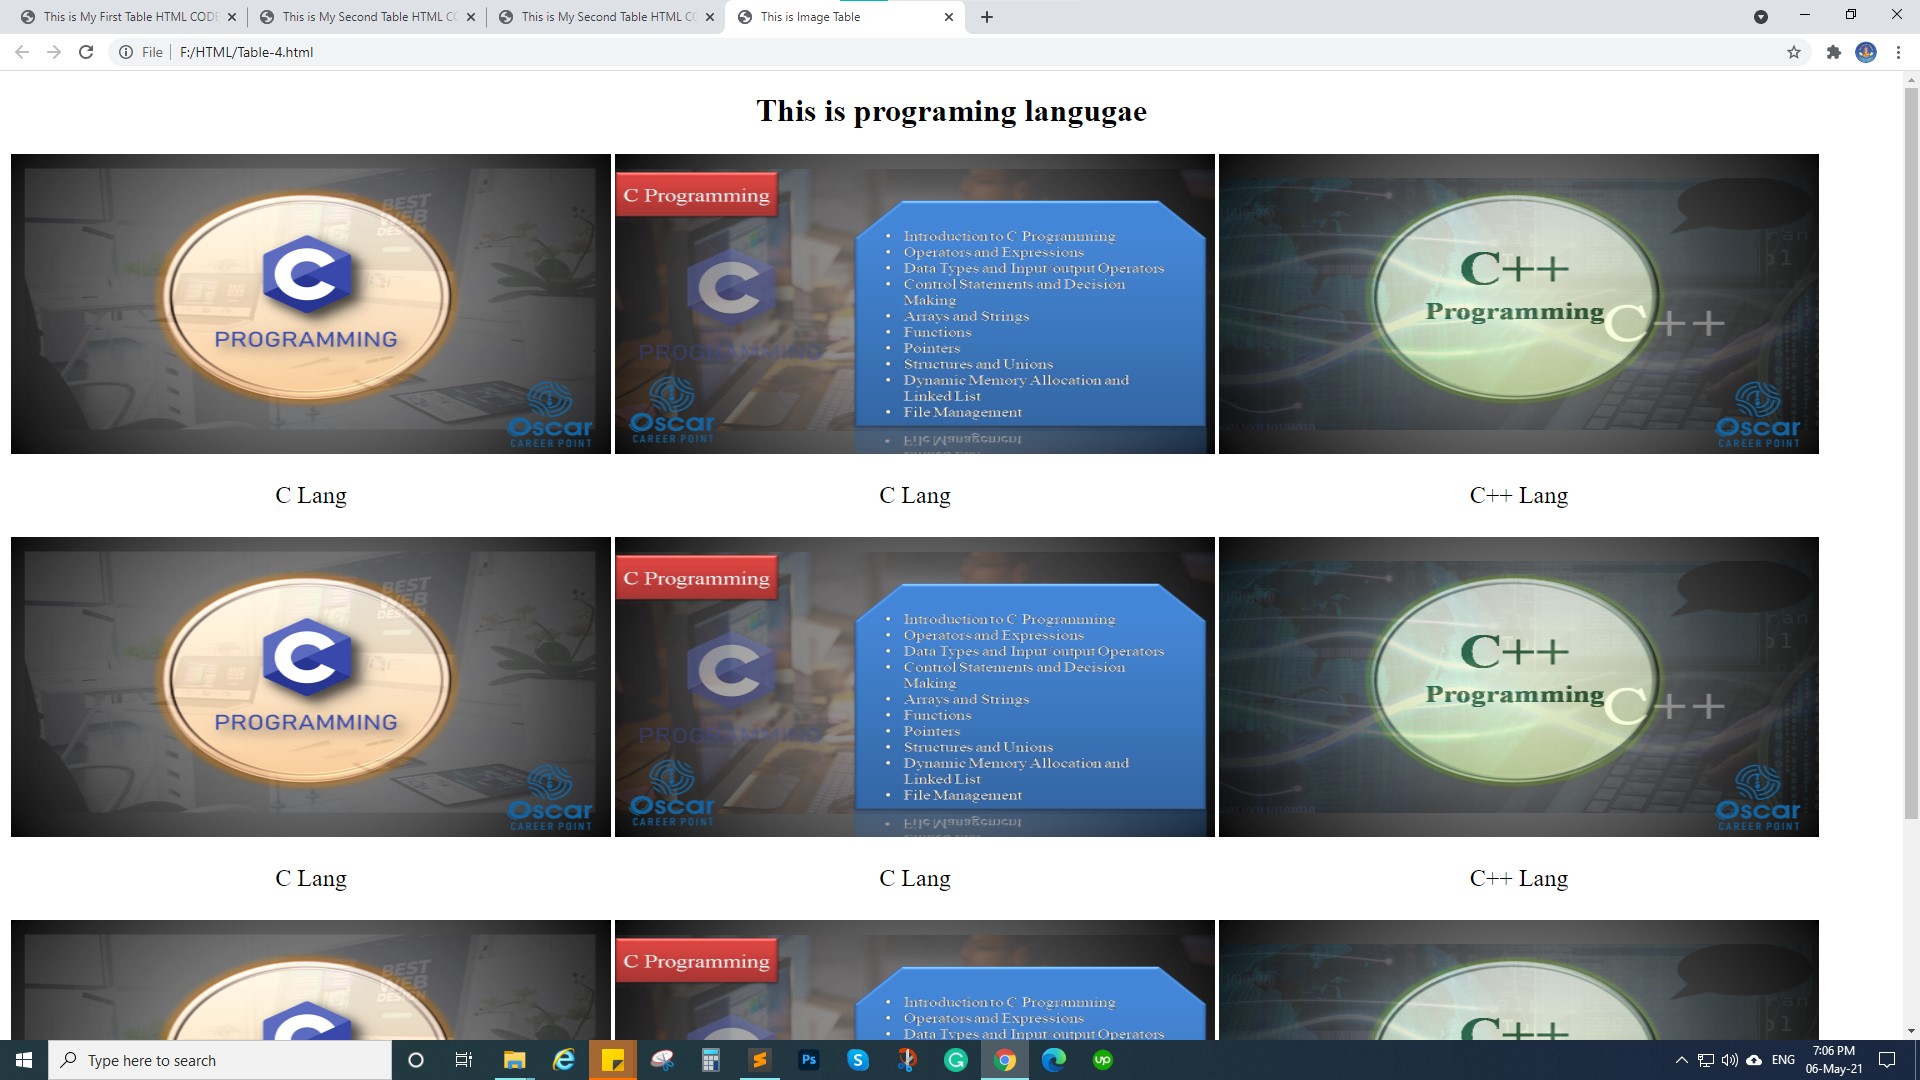 This is My First Table HTML CODE
This is My Second Table HTML CC
This is My Second Table HTML CC
This is Image Table
File
F:/HTML/Table-4.html
This is programing langugae
BEST
WEB
DESIGN
C
PROGRAMMING
Oscar
CAREER POINT
C Programming
C
PROGRAMMING
• Introduction to C Programming
• Operators and Expressions
• Data Types and Input output Operators
• Control Statements and Decision
Making
• Arrays and Strings
• Functions
• Pointers
• Structures and Unions
• Dynamic Memory Allocation and
Linked List
• File Management
Oscar
CAREER POINT
C++
Programming
C++
Oscar
CAREER POINT
C Lang
C Lang
C++ Lang
BEST
WEB
DESIGN
C
PROGRAMMING
Oscar
CAREER POINT
C Programming
C
PROGRAMMING
• Introduction to C Programming
• Operators and Expressions
• Data Types and Input output Operators
• Control Statements and Decision
Making
• Arrays and Strings
• Functions
• Pointers
• Structures and Unions
• Dynamic Memory Allocation and
Linked List
• File Management
Oscar
CAREER POINT
C++
Programming
C++
Oscar
CAREER POINT
C Lang
C Lang
C++ Lang
BEST
WEB
DESIGN
C Programming
• Introduction to C Programming
• Operators and Expressions
• Data Types and Input output Operators
C++
Type here to search
Ps
S
G
up
ENG
7:06 PM
06-May-21